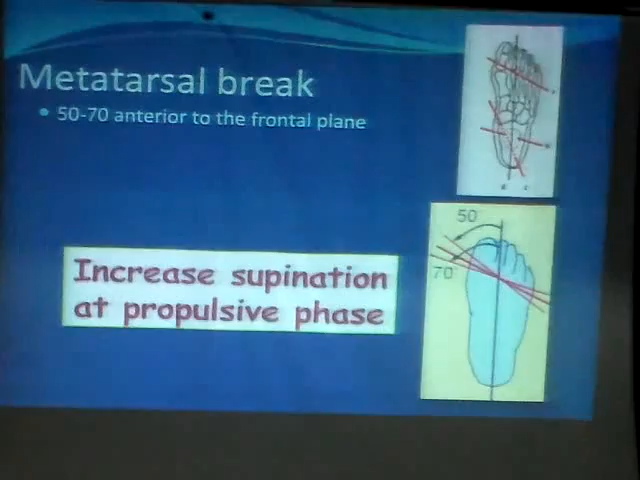 Metatarsal break
• 50-70 anterior to the frontal plane
50
70
Increase supination
at propulsive phase